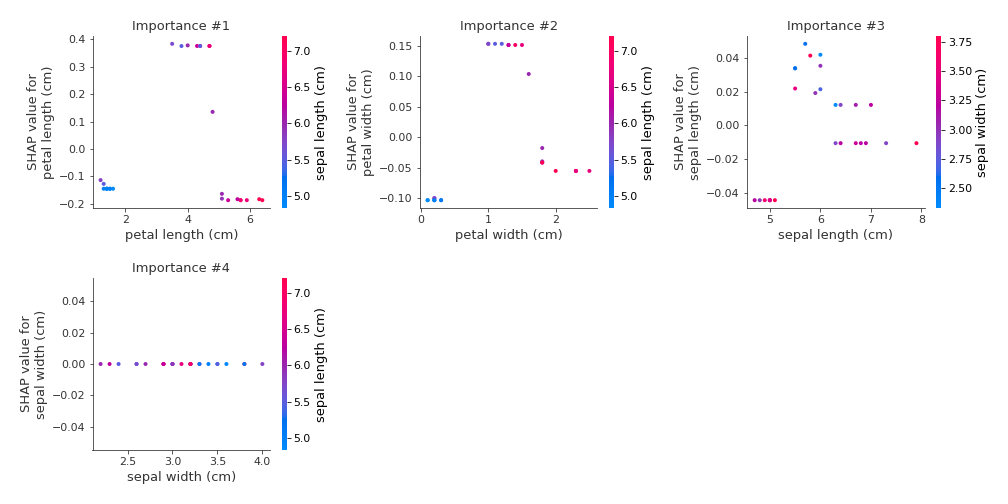 Importance #1
0.4
0.3
0.2
0.1
0.0
−0.1
−0.2
2
4
6
petal length (cm)
SHAP value for
petal length (cm)
7.0
6.5
6.0
5.5
5.0
sepal length (cm)
Importance #2
0.15
0.10
0.05
0.00
−0.05
−0.10
0
1
2
petal width (cm)
SHAP value for
petal width (cm)
7.0
6.5
6.0
5.5
5.0
sepal length (cm)
Importance #3
0.04
0.02
0.00
−0.02
−0.04
5
6
7
8
sepal length (cm)
SHAP value for
sepal length (cm)
3.75
3.50
3.25
3.00
2.75
2.50
sepal width (cm)
Importance #4
0.04
0.02
0.00
−0.02
−0.04
2.5
3.0
3.5
4.0
sepal width (cm)
SHAP value for
sepal width (cm)
7.0
6.5
6.0
5.5
5.0
sepal length (cm)